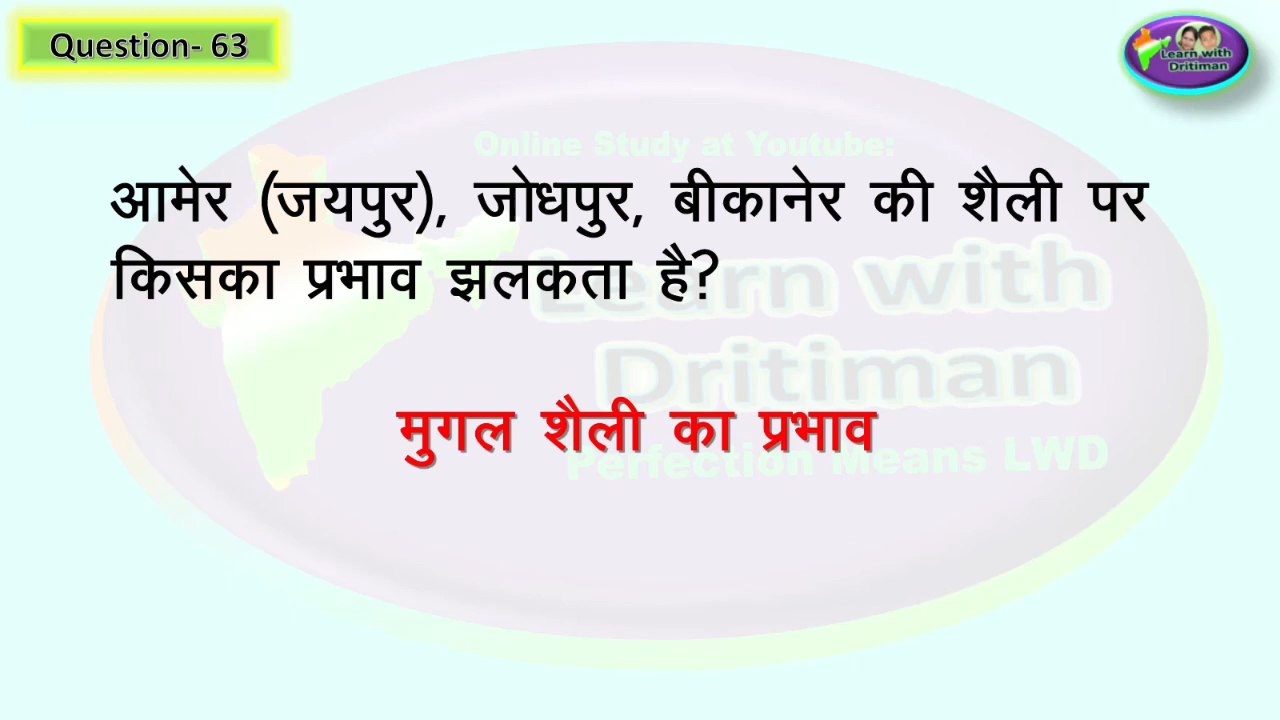 Question- 63
Learn with
Dritiman
Online Study at Youtube:
आमेर (जयपुर), जोधपुर, बीकानेर की शैली पर
किसका प्रभाव झलकता है?
Learn with
Dritiman
मुगल शैली का प्रभाव
Perfection Means LWD